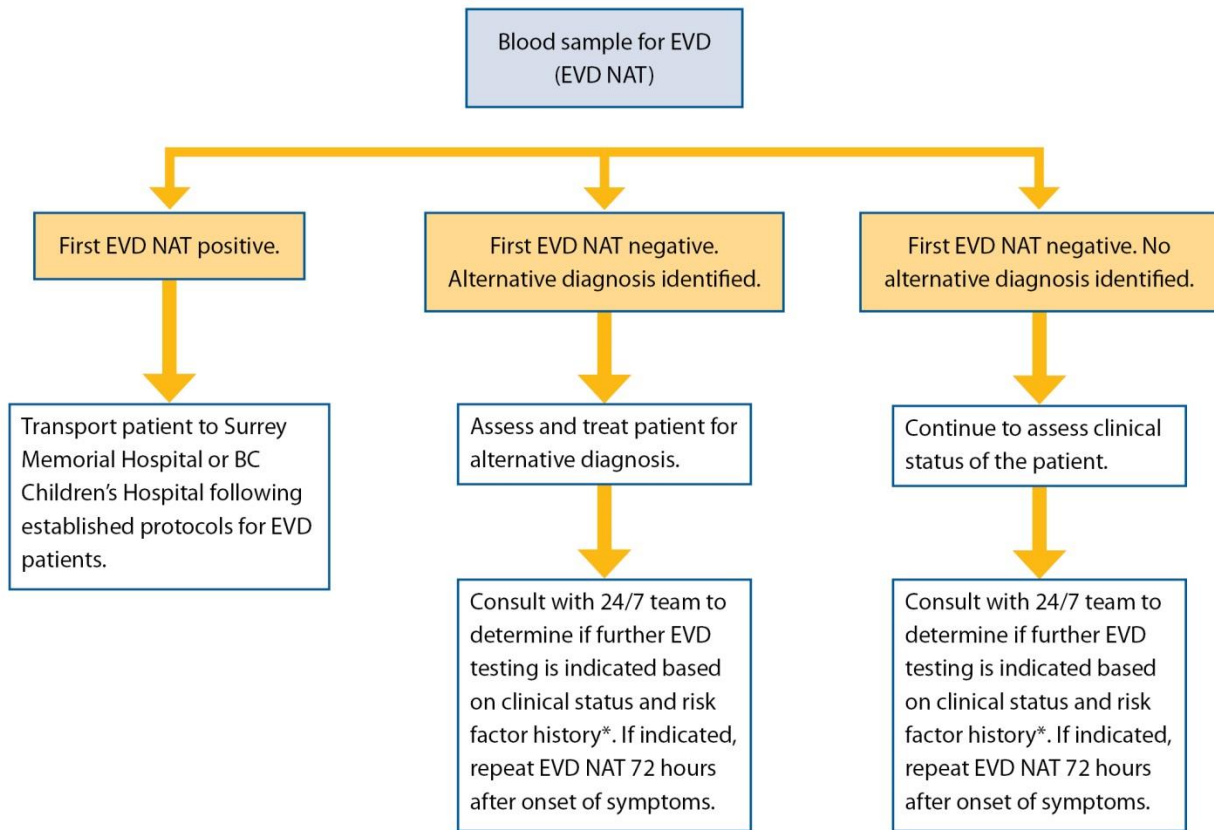 Blood sample for EVD
(EVD NAT)
First EVD NAT positive.
First EVD NAT negative.
Alternative diagnosis identified.
First EVD NAT negative. No
alternative diagnosis identified.
Transport patient to Surrey
Memorial Hospital or BC
Children’s Hospital following
established protocols for EVD
patients.
Assess and treat patient for
alternative diagnosis.
Continue to assess clinical
status of the patient.
Consult with 24/7 team to
determine if further EVD
testing is indicated based
on clinical status and risk
factor history*. If indicated,
repeat EVD NAT 72 hours
after onset of symptoms.
Consult with 24/7 team to
determine if further EVD
testing is indicated based
on clinical status and risk
factor history*. If indicated,
repeat EVD NAT 72 hours
after onset of symptoms.